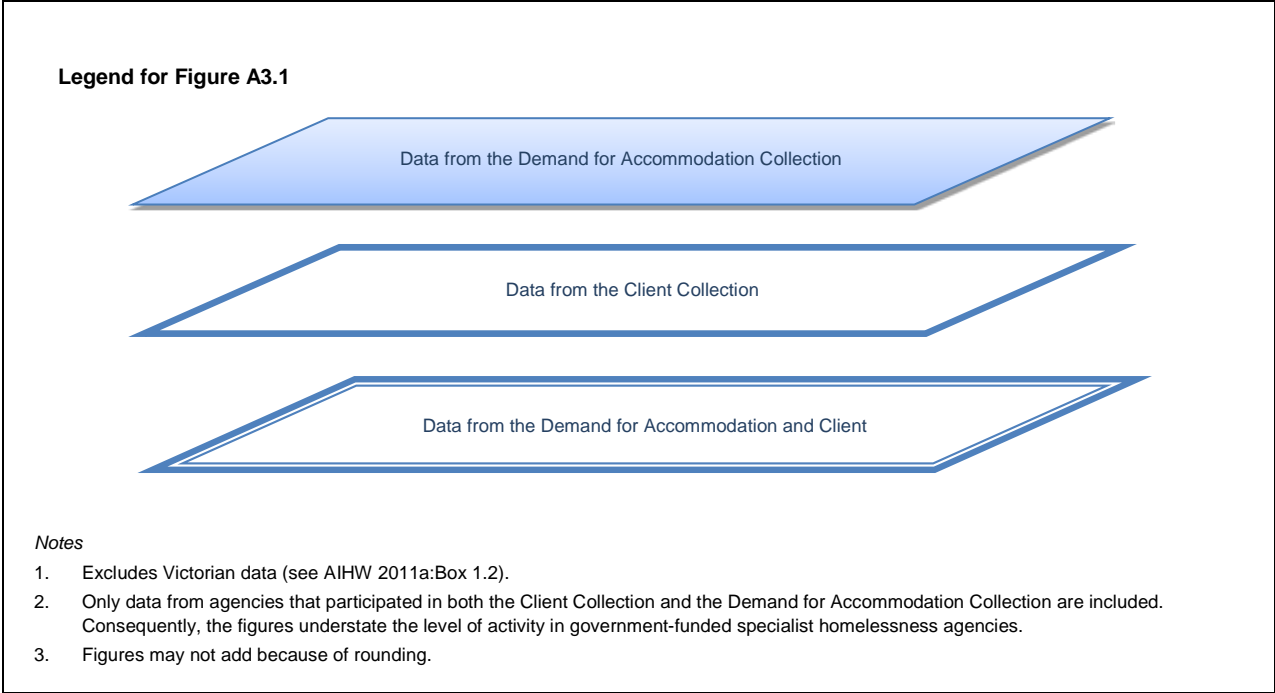 Legend for Figure A3.1
Data from the Demand for Accommodation Collection
Data from the Client Collection
Data from the Demand for Accommodation and Client
Notes
1. Excludes Victorian data (see AIHW 2011a:Box 1.2).
2. Only data from agencies that participated in both the Client Collection and the Demand for Accommodation Collection are included.
Consequently, the figures understate the level of activity in government-funded specialist homelessness agencies.
3. Figures may not add because of rounding.